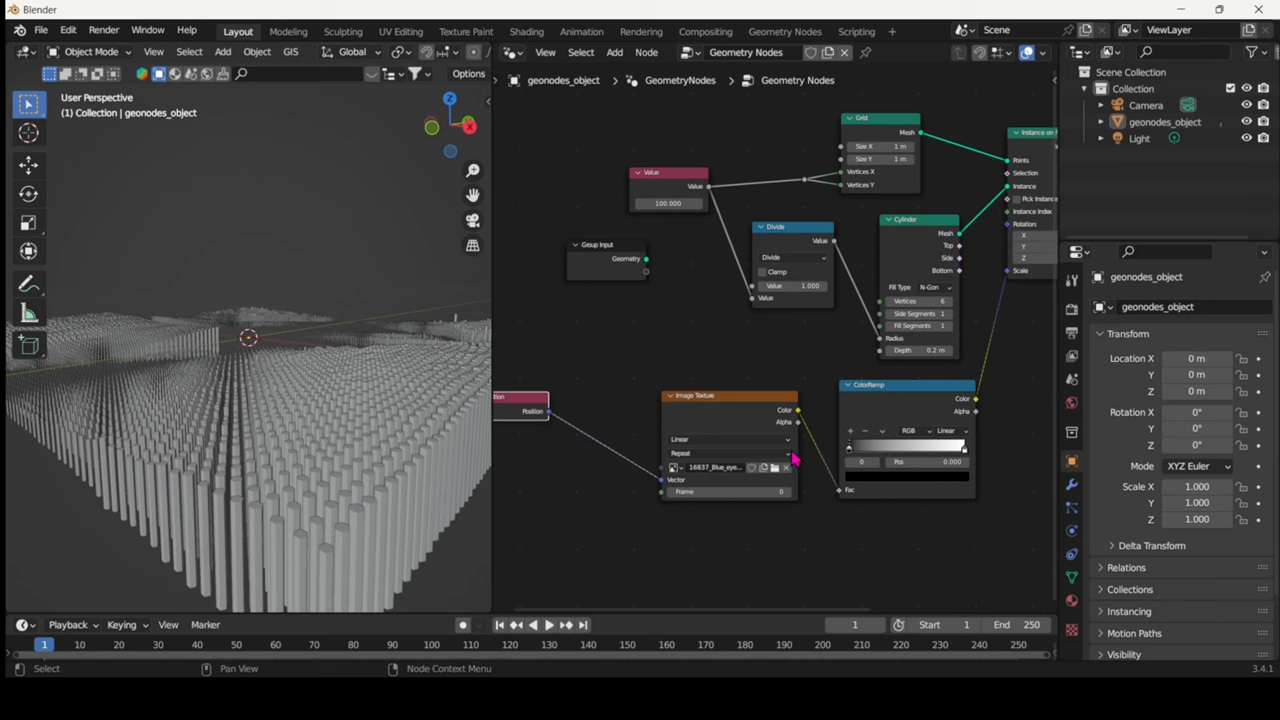 Blender
File Edit Render Window Help Layout Modeling Sculpting UV Editing Texture Paint Shading Animation Rendering Compositing Geometry Nodes Scripting + Scene ViewLayer
Object Mode View Select Add Object GIS Global View Select Add Node Geometry Nodes
Options geonodes_object > GeometryNodes > Geometry Nodes
User Perspective
(1) Collection | geonodes_object
Z
X
Grid
Mesh
Size X 1 m
Size Y 1 m
Vertices X
Vertices Y
Value
Value
100.000
Group Input
Geometry
Divide
Value
Divide
Clamp
Value 1.000
Value
Cylinder
Mesh
Top
Side
Bottom
Fill Type N-Gon
Vertices 6
Side Segments 1
Fill Segments 1
Radius
Depth 0.2 m
Instance on
Points
Selection
Instance
Pick Instance
Instance Index
Rotation:
X
Y
Z
Scale
Position
Image Texture
Color
Alpha
Linear
Repeat
16837_Blue_eye...
Vector
Frame 0
ColorRamp
Color
Alpha
+ − RGB Linear
0 Pos 0.000
Fac
Scene Collection
Collection
Camera
geonodes_object
Light
geonodes_object
geonodes_object
Transform
Location X 0 m
Y 0 m
Z 0 m
Rotation X 0°
Y 0°
Z 0°
Mode XYZ Euler
Scale X 1.000
Y 1.000
Z 1.000
Delta Transform
Relations
Collections
Instancing
Motion Paths
Visibility
Playback Keying View Marker 1 Start 1 End 250
1 10 20 30 40 50 60 70 80 90 100 110 120 130 140 150 160 170 180 190 200 210 220 230 240 250
Select Pan View Node Context Menu 3.4.1